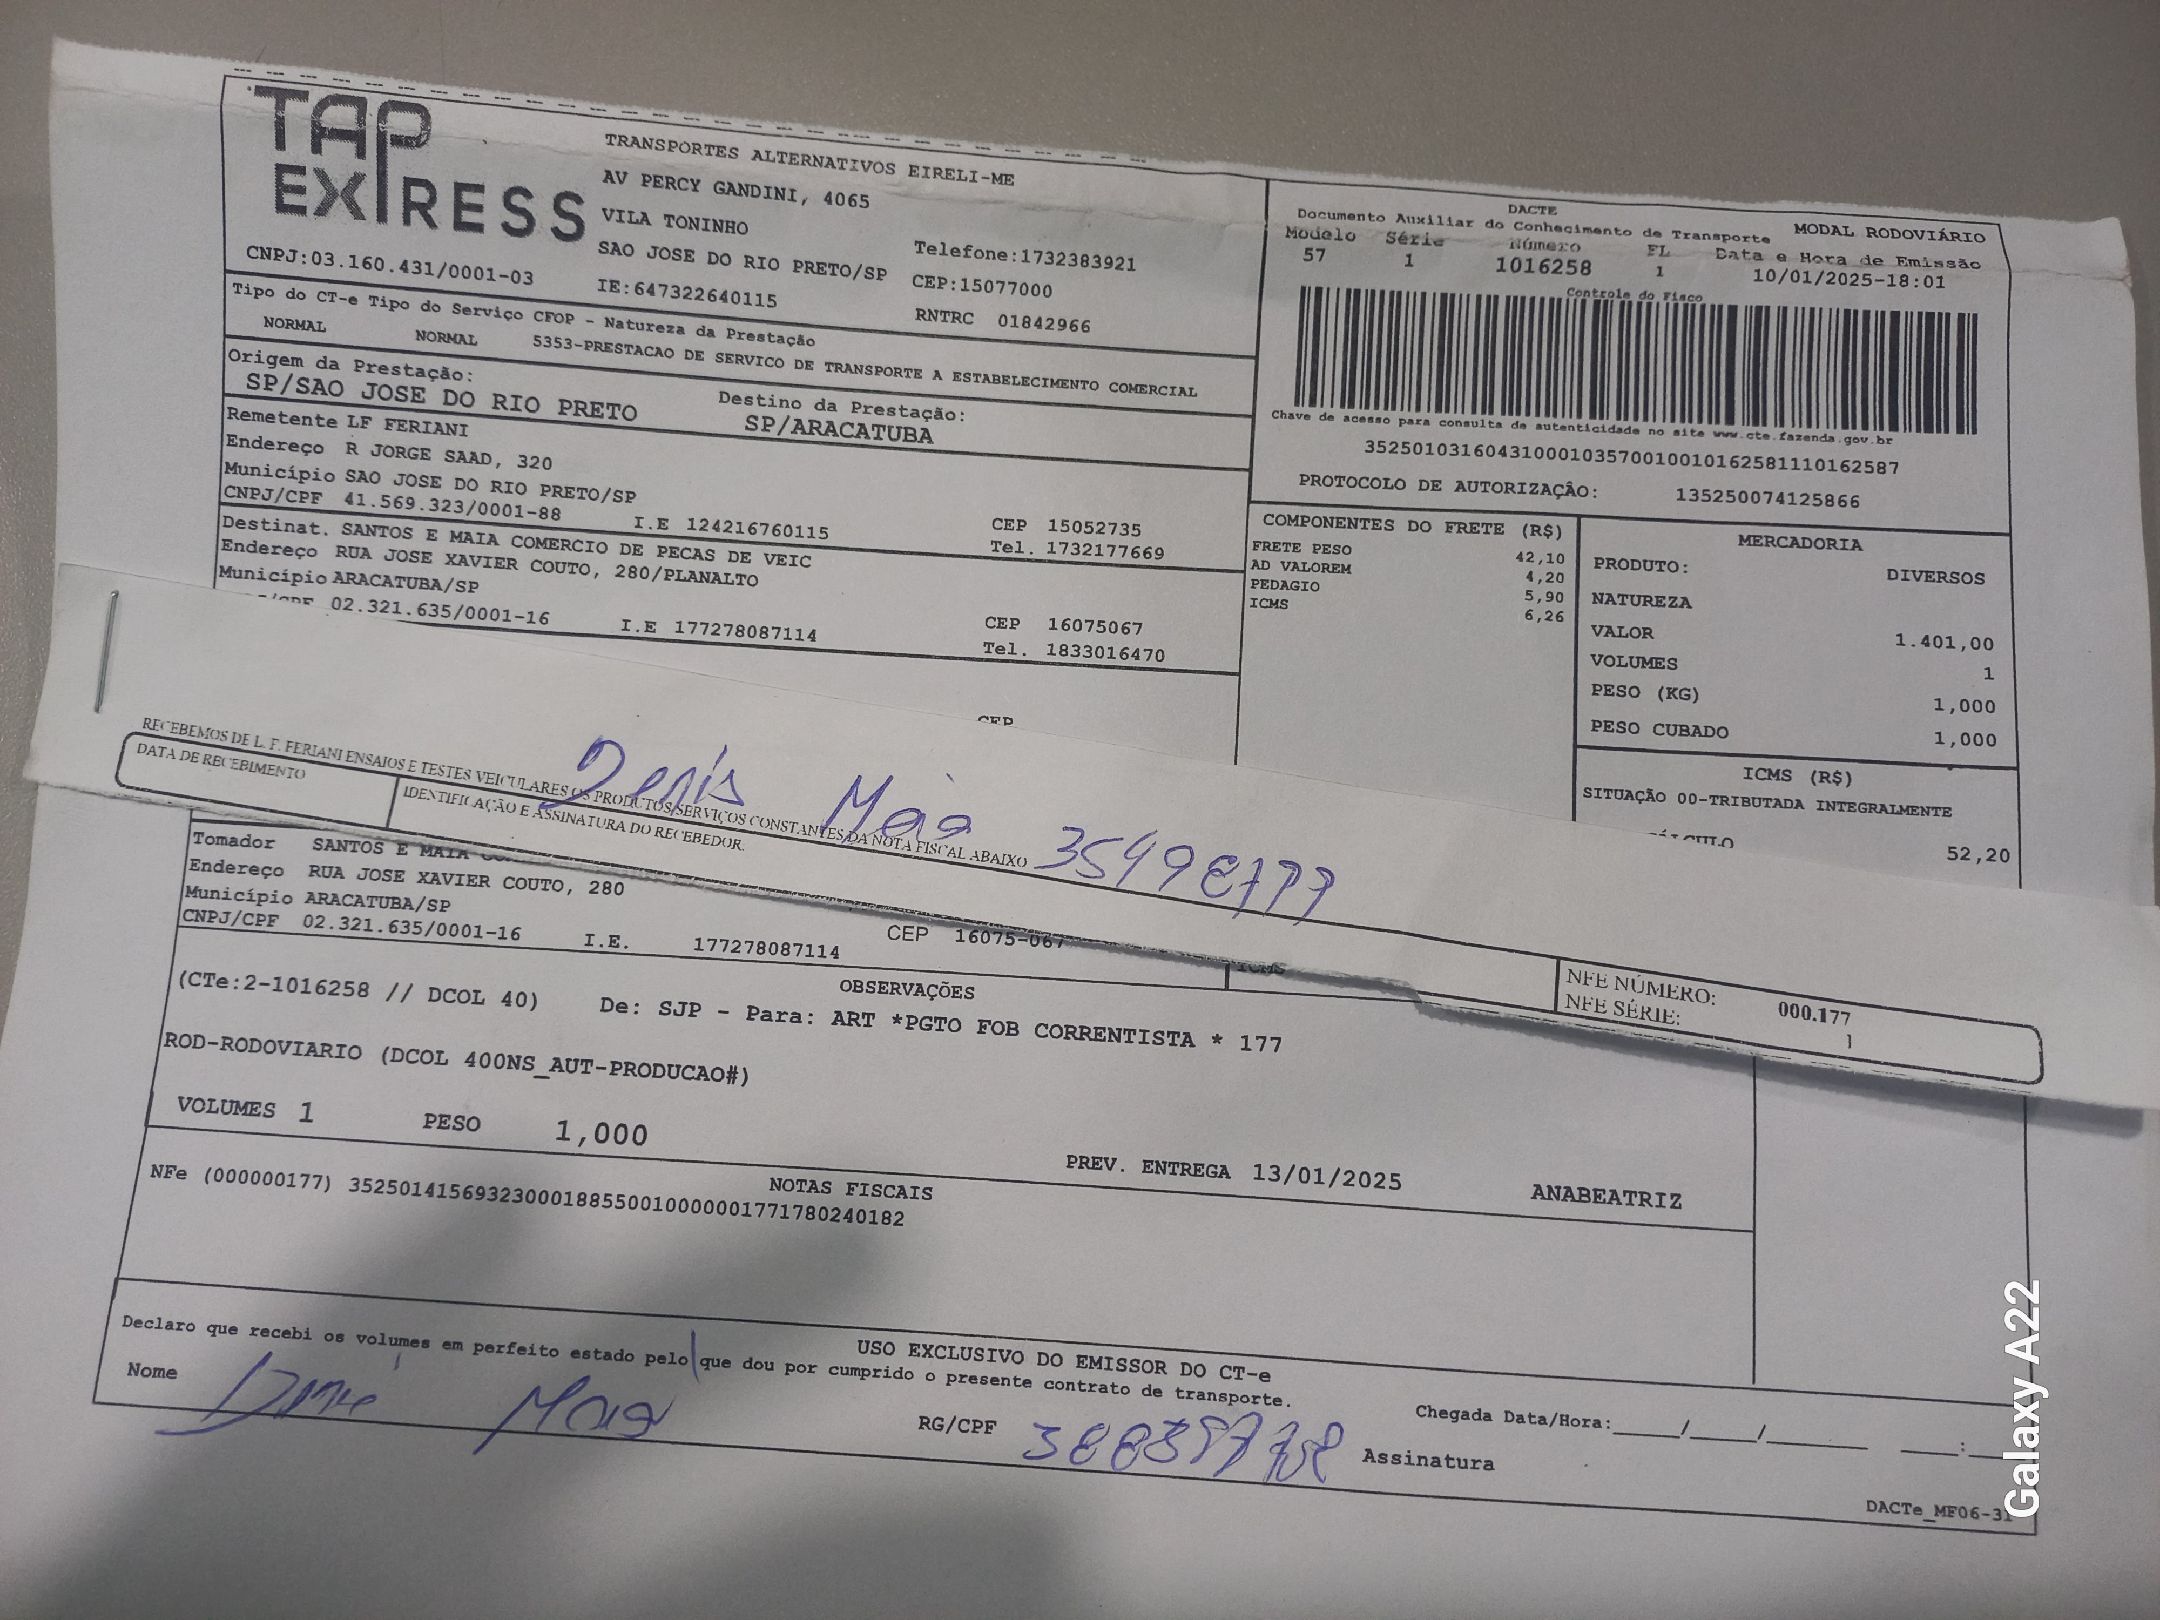 TAP EXPRESS
TRANSPORTES ALTERNATIVOS EIRELI-ME
AV PERCY GANDINI, 4065
VILA TONINHO
SAO JOSE DO RIO PRETO/SP Telefone:1732383921
CNPJ:03.160.431/0001-03 IE:647322640115 CEP:15077000
RNTRC 01842966
DACTE MODAL RODOVIÁRIO
Documento Auxiliar do Conhecimento de Transporte
Modelo Série Número FL Data e Hora de Emissão
57 1 1016258 1 10/01/2025-18:01
Controle do Fisco
Chave de acesso para consulta de autenticidade no site www.cte.fazenda.gov.br
35250103160431000103570010010162581110162587
PROTOCOLO DE AUTORIZAÇÃO: 135250074125866
Tipo do CT-e Tipo do Serviço CFOP - Natureza da Prestação
NORMAL NORMAL 5353-PRESTACAO DE SERVICO DE TRANSPORTE A ESTABELECIMENTO COMERCIAL
Origem da Prestação: Destino da Prestação:
SP/SAO JOSE DO RIO PRETO SP/ARACATUBA
Remetente LF FERIANI
Endereço R JORGE SAAD, 320
Município SAO JOSE DO RIO PRETO/SP CEP 15052735
CNPJ/CPF 41.569.323/0001-88 I.E 124216760115 Tel. 1732177669
Destinat. SANTOS E MAIA COMERCIO DE PECAS DE VEIC
Endereço RUA JOSE XAVIER COUTO, 280/PLANALTO
Município ARACATUBA/SP CEP 16075067
02.321.635/0001-16 I.E 177278087114 Tel. 1833016470
CEP
COMPONENTES DO FRETE (R$)
FRETE PESO 42,10
AD VALOREM 4,20
PEDAGIO 5,90
ICMS 6,26
MERCADORIA
PRODUTO: DIVERSOS
NATUREZA
VALOR 1.401,00
VOLUMES 1
PESO (KG) 1,000
PESO CUBADO 1,000
ICMS (R$)
SITUAÇÃO 00-TRIBUTADA INTEGRALMENTE
52,20
RECEBEMOS DE L. F. FERIANI ENSAIOS E TESTES VEICULARES OS PRODUTOS/SERVIÇOS CONSTANTES DA NOTA FISCAL ABAIXO
DATA DE RECEBIMENTO IDENTIFICAÇÃO E ASSINATURA DO RECEBEDOR.
Denis Maia 35498777
NFE NÚMERO: 000.177
NFE SÉRIE: 1
Tomador SANTOS E MAIA
Endereço RUA JOSE XAVIER COUTO, 280
Município ARACATUBA/SP
CNPJ/CPF 02.321.635/0001-16 I.E. 177278087114 CEP 16075-067
ICMS
OBSERVAÇÕES
(CTe:2-1016258 // DCOL 40) De: SJP - Para: ART *PGTO FOB CORRENTISTA * 177
ROD-RODOVIARIO (DCOL 400NS_AUT-PRODUCAO#)
VOLUMES 1 PESO 1,000 PREV. ENTREGA 13/01/2025 ANABEATRIZ
NOTAS FISCAIS
NFe (000000177) 35250141569323000188550010000001771780240182
USO EXCLUSIVO DO EMISSOR DO CT-e
Declaro que recebi os volumes em perfeito estado pelo que dou por cumprido o presente contrato de transporte.
Nome Maia RG/CPF Assinatura
Chegada Data/Hora:____/____/______ ____:
DACTe_MF06-31
Galaxy A22